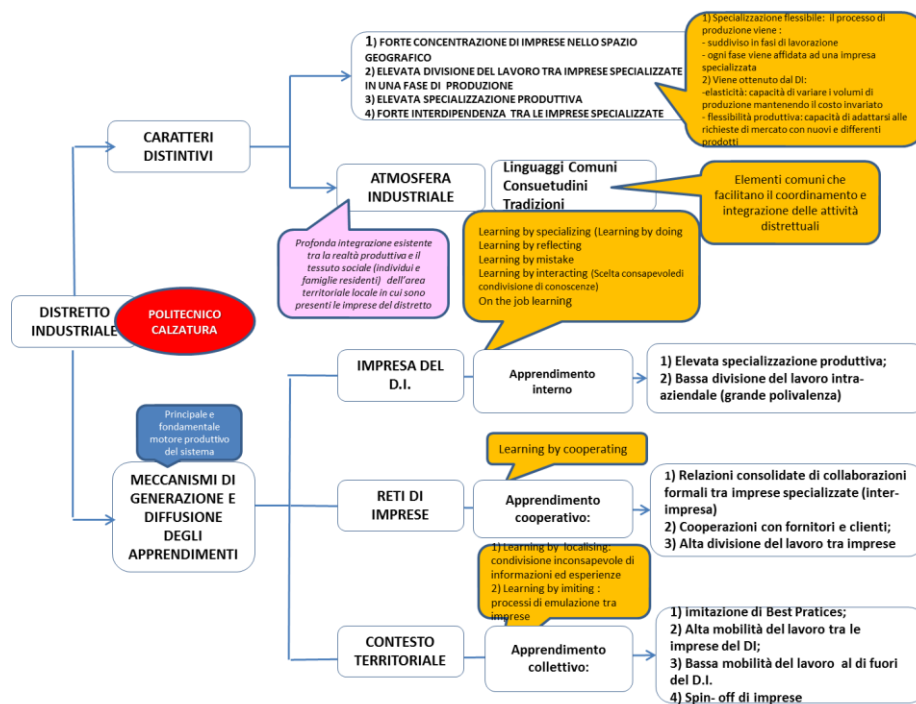 1) Specializzazione flessibile: il processo di
produzione viene :
- suddiviso in fasi di lavorazione
- ogni fase viene affidata ad una impresa
specializzata
2) Viene ottenuto dal DI:
-elasticità: capacità di variare i volumi di
produzione mantenendo il costo invariato
- flessibilità produttiva: capacità di adattarsi alle
richieste di mercato con nuovi e differenti
prodotti
1) FORTE CONCENTRAZIONE DI IMPRESE NELLO SPAZIO
GEOGRAFICO
2) ELEVATA DIVISIONE DEL LAVORO TRA IMPRESE SPECIALIZZATE
IN UNA FASE DI PRODUZIONE
3) ELEVATA SPECIALIZZAZIONE PRODUTTIVA
4) FORTE INTERDIPENDENZA TRA LE IMPRESE SPECIALIZZATE
CARATTERI
DISTINTIVI
ATMOSFERA
INDUSTRIALE
Linguaggi Comuni
Consuetudini
Tradizioni
Elementi comuni che
facilitano il coordinamento e
integrazione delle attività
distrettuali
Profonda integrazione esistente
tra la realtà produttiva e il
tessuto sociale (individui e
famiglie residenti) dell'area
territoriale locale in cui sono
presenti le imprese del distretto
Learning by specializing (Learning by doing
Learning by reflecting
Learning by mistake
Learning by interacting (Scelta consapevoledi
condivisione di conoscenze)
On the job learning
DISTRETTO
INDUSTRIALE
POLITECNICO
CALZATURA
IMPRESA DEL
D.I.
Apprendimento
interno
1) Elevata specializzazione produttiva;
2) Bassa divisione del lavoro intra-
aziendale (grande polivalenza)
Principale e
fondamentale
motore produttivo
del sistema
MECCANISMI DI
GENERAZIONE E
DIFFUSIONE
DEGLI
APPRENDIMENTI
Learning by cooperating
RETI DI
IMPRESE
Apprendimento
cooperativo:
1) Relazioni consolidate di collaborazioni
formali tra imprese specializzate (inter-
impresa)
2) Cooperazioni con fornitori e clienti;
3) Alta divisione del lavoro tra imprese
1) Learning by localising:
condivisione inconsapevole di
informazioni ed esperienze
2) Learning by imiting :
processi di emulazione tra
imprese
CONTESTO
TERRITORIALE
Apprendimento
collettivo:
1) imitazione di Best Pratices;
2) Alta mobilità del lavoro tra le
imprese del DI;
3) Bassa mobilità del lavoro al di fuori
del D.I.
4) Spin- off di imprese